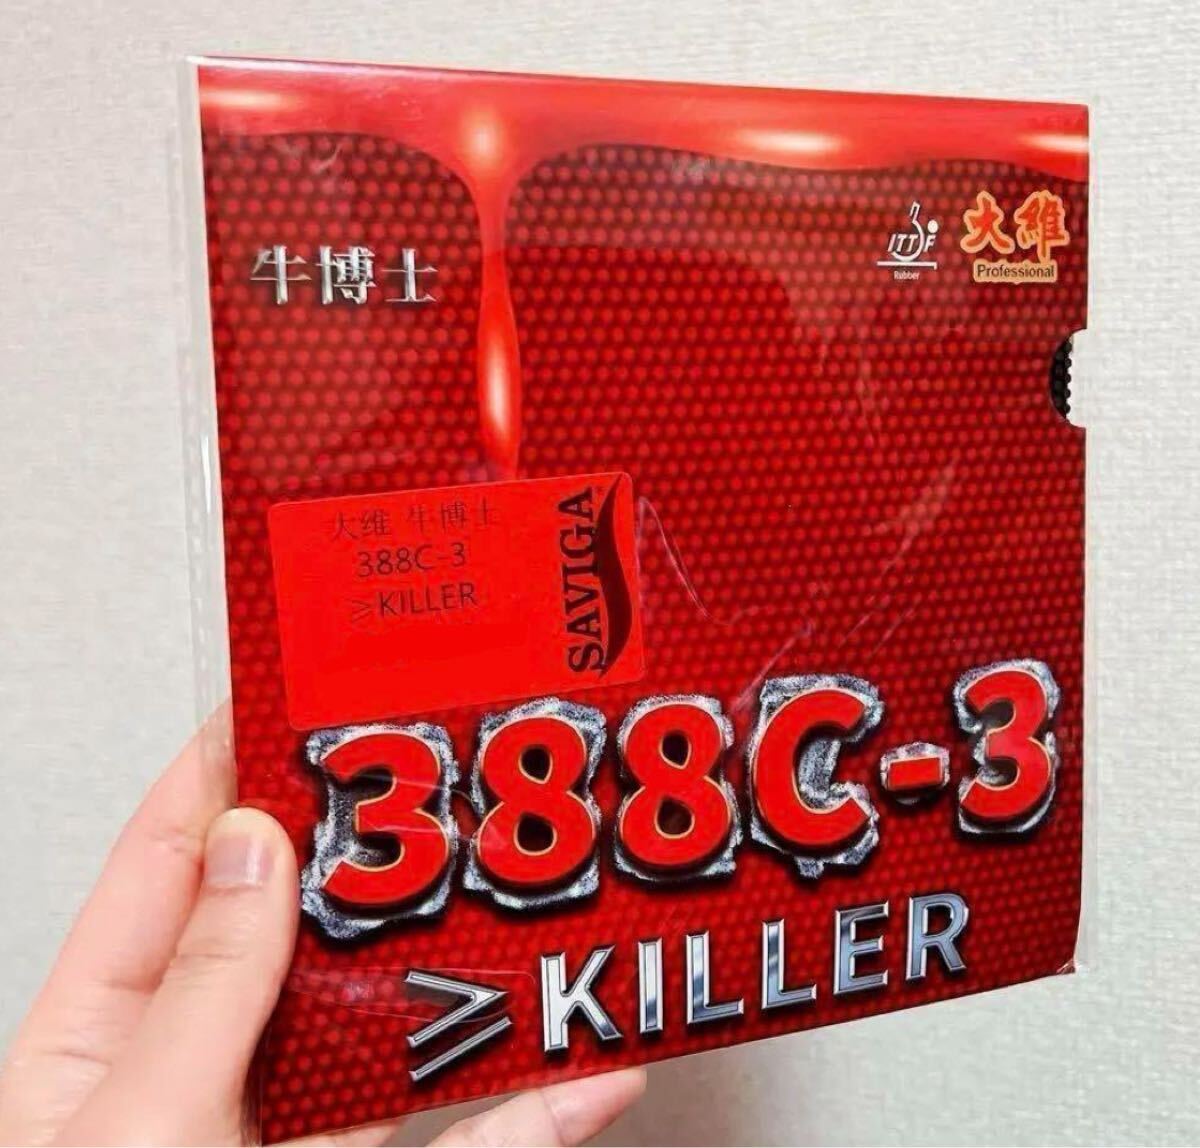 牛博士
ITTF
Rubber
大維
Professional
大维 牛博士
388C-3
≥KILLER
SAVIGA
388C-3
≥KILLER